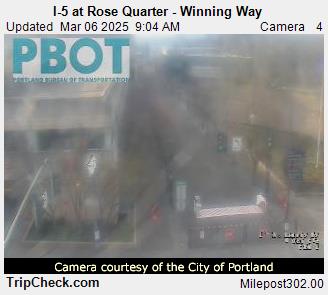 I-5 at Rose Quarter - Winning Way
Updated Mar 06 2025 9:04 AM Camera 4
PBOT
PORTLAND BUREAU OF TRANSPORTATION
Camera courtesy of the City of Portland
TripCheck.com Milepost302.00